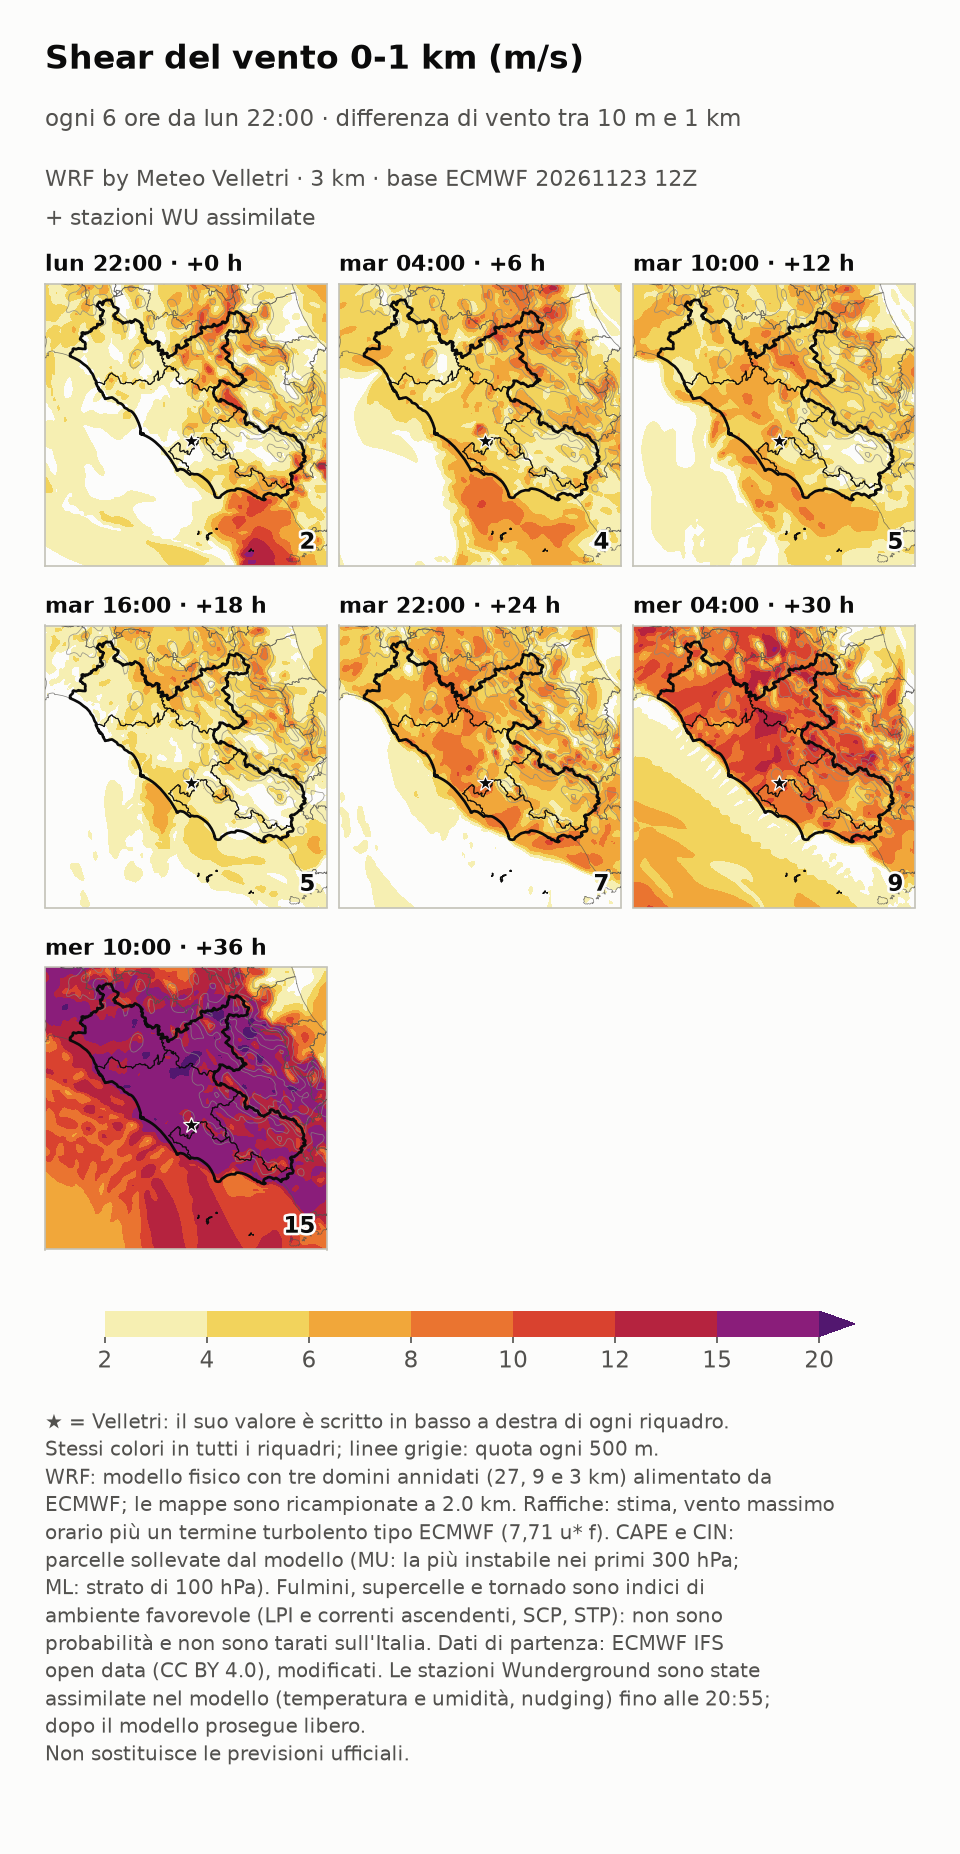 Shear del vento 0-1 km (m/s)
ogni 6 ore da lun 22:00 · differenza di vento tra 10 m e 1 km
WRF by Meteo Velletri · 3 km · base ECMWF 20261123 12Z
+ stazioni WU assimilate
lun 22:00 · +0 h
mar 04:00 · +6 h
mar 10:00 · +12 h
2
4
5
mar 16:00 · +18 h
mar 22:00 · +24 h
mer 04:00 · +30 h
5
7
9
mer 10:00 · +36 h
15
2 4 6 8 10 12 15 20
★ = Velletri: il suo valore è scritto in basso a destra di ogni riquadro.
Stessi colori in tutti i riquadri; linee grigie: quota ogni 500 m.
WRF: modello fisico con tre domini annidati (27, 9 e 3 km) alimentato da
ECMWF; le mappe sono ricampionate a 2.0 km. Raffiche: stima, vento massimo
orario più un termine turbolento tipo ECMWF (7,71 u* f). CAPE e CIN:
parcelle sollevate dal modello (MU: la più instabile nei primi 300 hPa;
ML: strato di 100 hPa). Fulmini, supercelle e tornado sono indici di
ambiente favorevole (LPI e correnti ascendenti, SCP, STP): non sono
probabilità e non sono tarati sull'Italia. Dati di partenza: ECMWF IFS
open data (CC BY 4.0), modificati. Le stazioni Wunderground sono state
assimilate nel modello (temperatura e umidità, nudging) fino alle 20:55;
dopo il modello prosegue libero.
Non sostituisce le previsioni ufficiali.